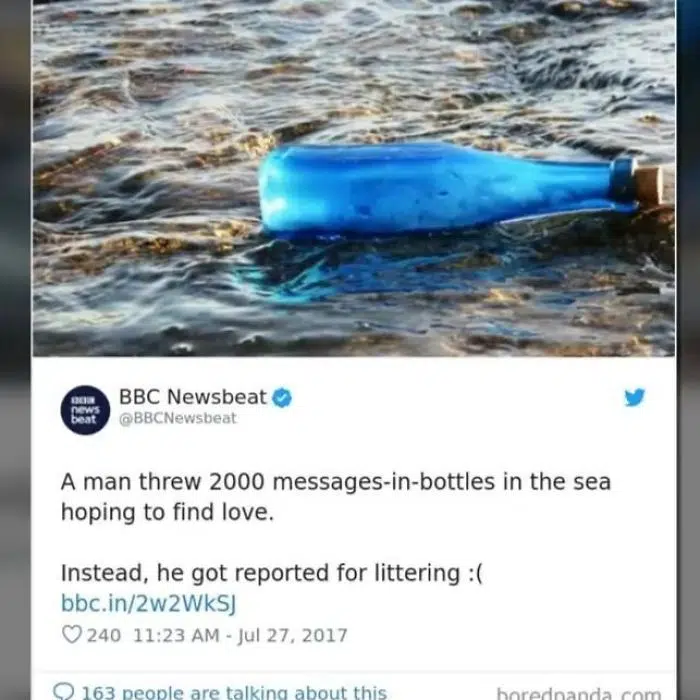 BBC
news
beat
BBC Newsbeat
@BBCNewsbeat
A man threw 2000 messages-in-bottles in the sea
hoping to find love.
Instead, he got reported for littering :(
bbc.in/2w2WkSJ
240 11:23 AM - Jul 27, 2017
163 people are talking about this
boredpanda.com